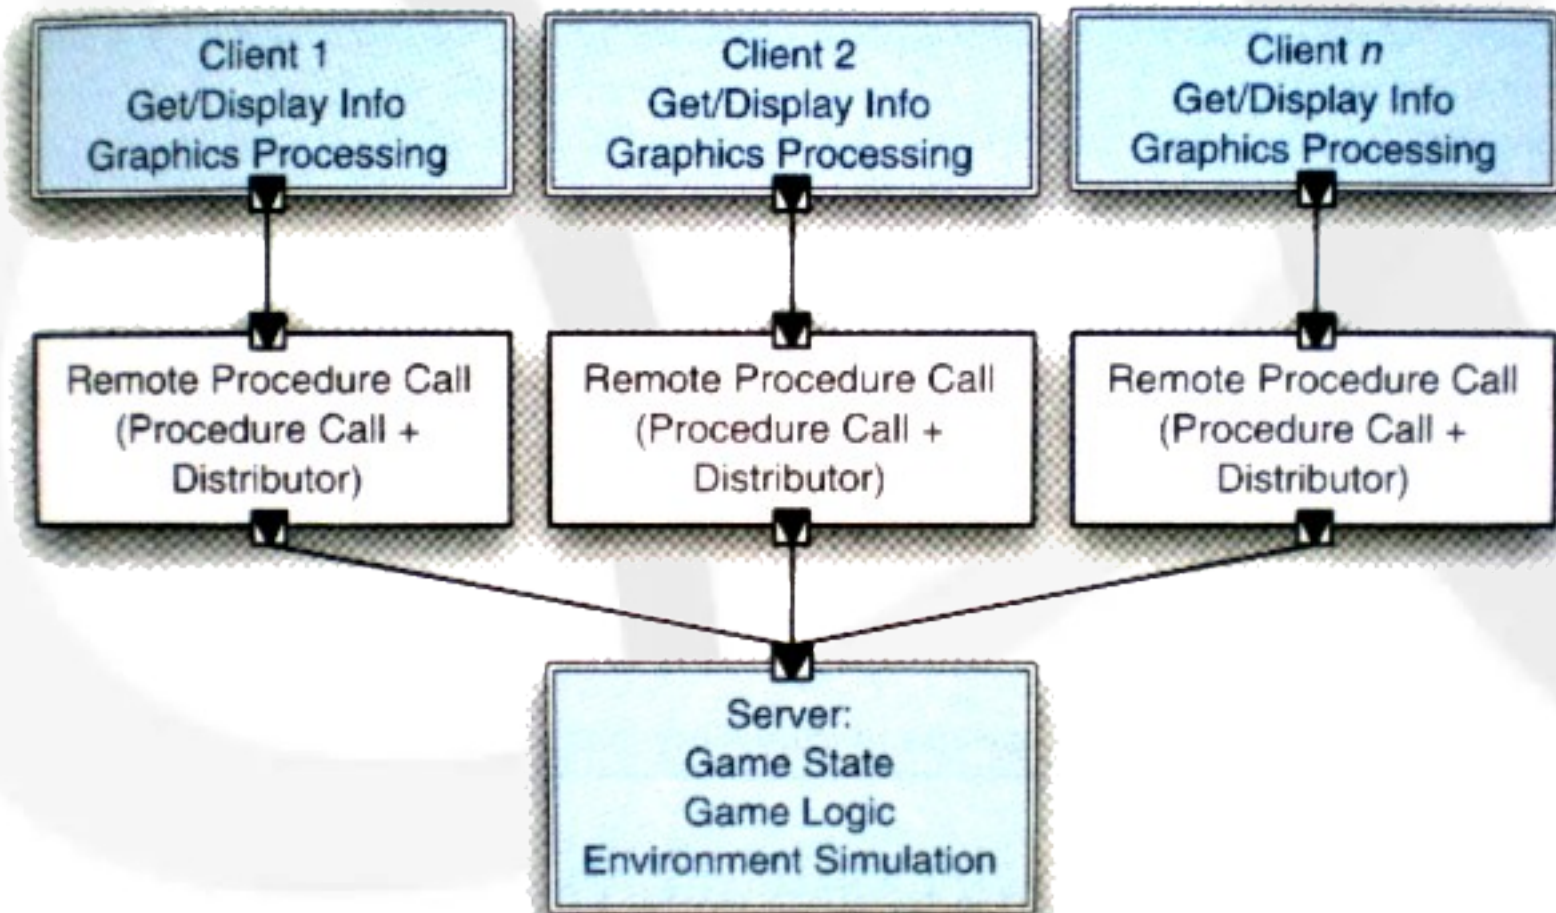 Client 1
Get/Display Info
Graphics Processing
Client 2
Get/Display Info
Graphics Processing
Client n
Get/Display Info
Graphics Processing
Remote Procedure Call
(Procedure Call +
Distributor)
Remote Procedure Call
(Procedure Call +
Distributor)
Remote Procedure Call
(Procedure Call +
Distributor)
Server:
Game State
Game Logic
Environment Simulation